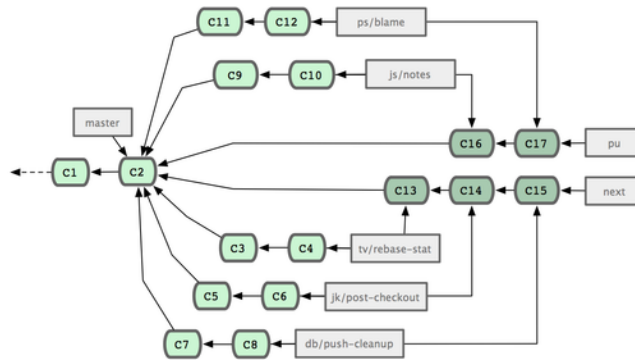 C11 C12 ps/blame
C9 C10 js/notes
master
C16 C17 pu
C1 C2
C13 C14 C15 next
C3 C4 tv/rebase-stat
C5 C6 jk/post-checkout
C7 C8 db/push-cleanup